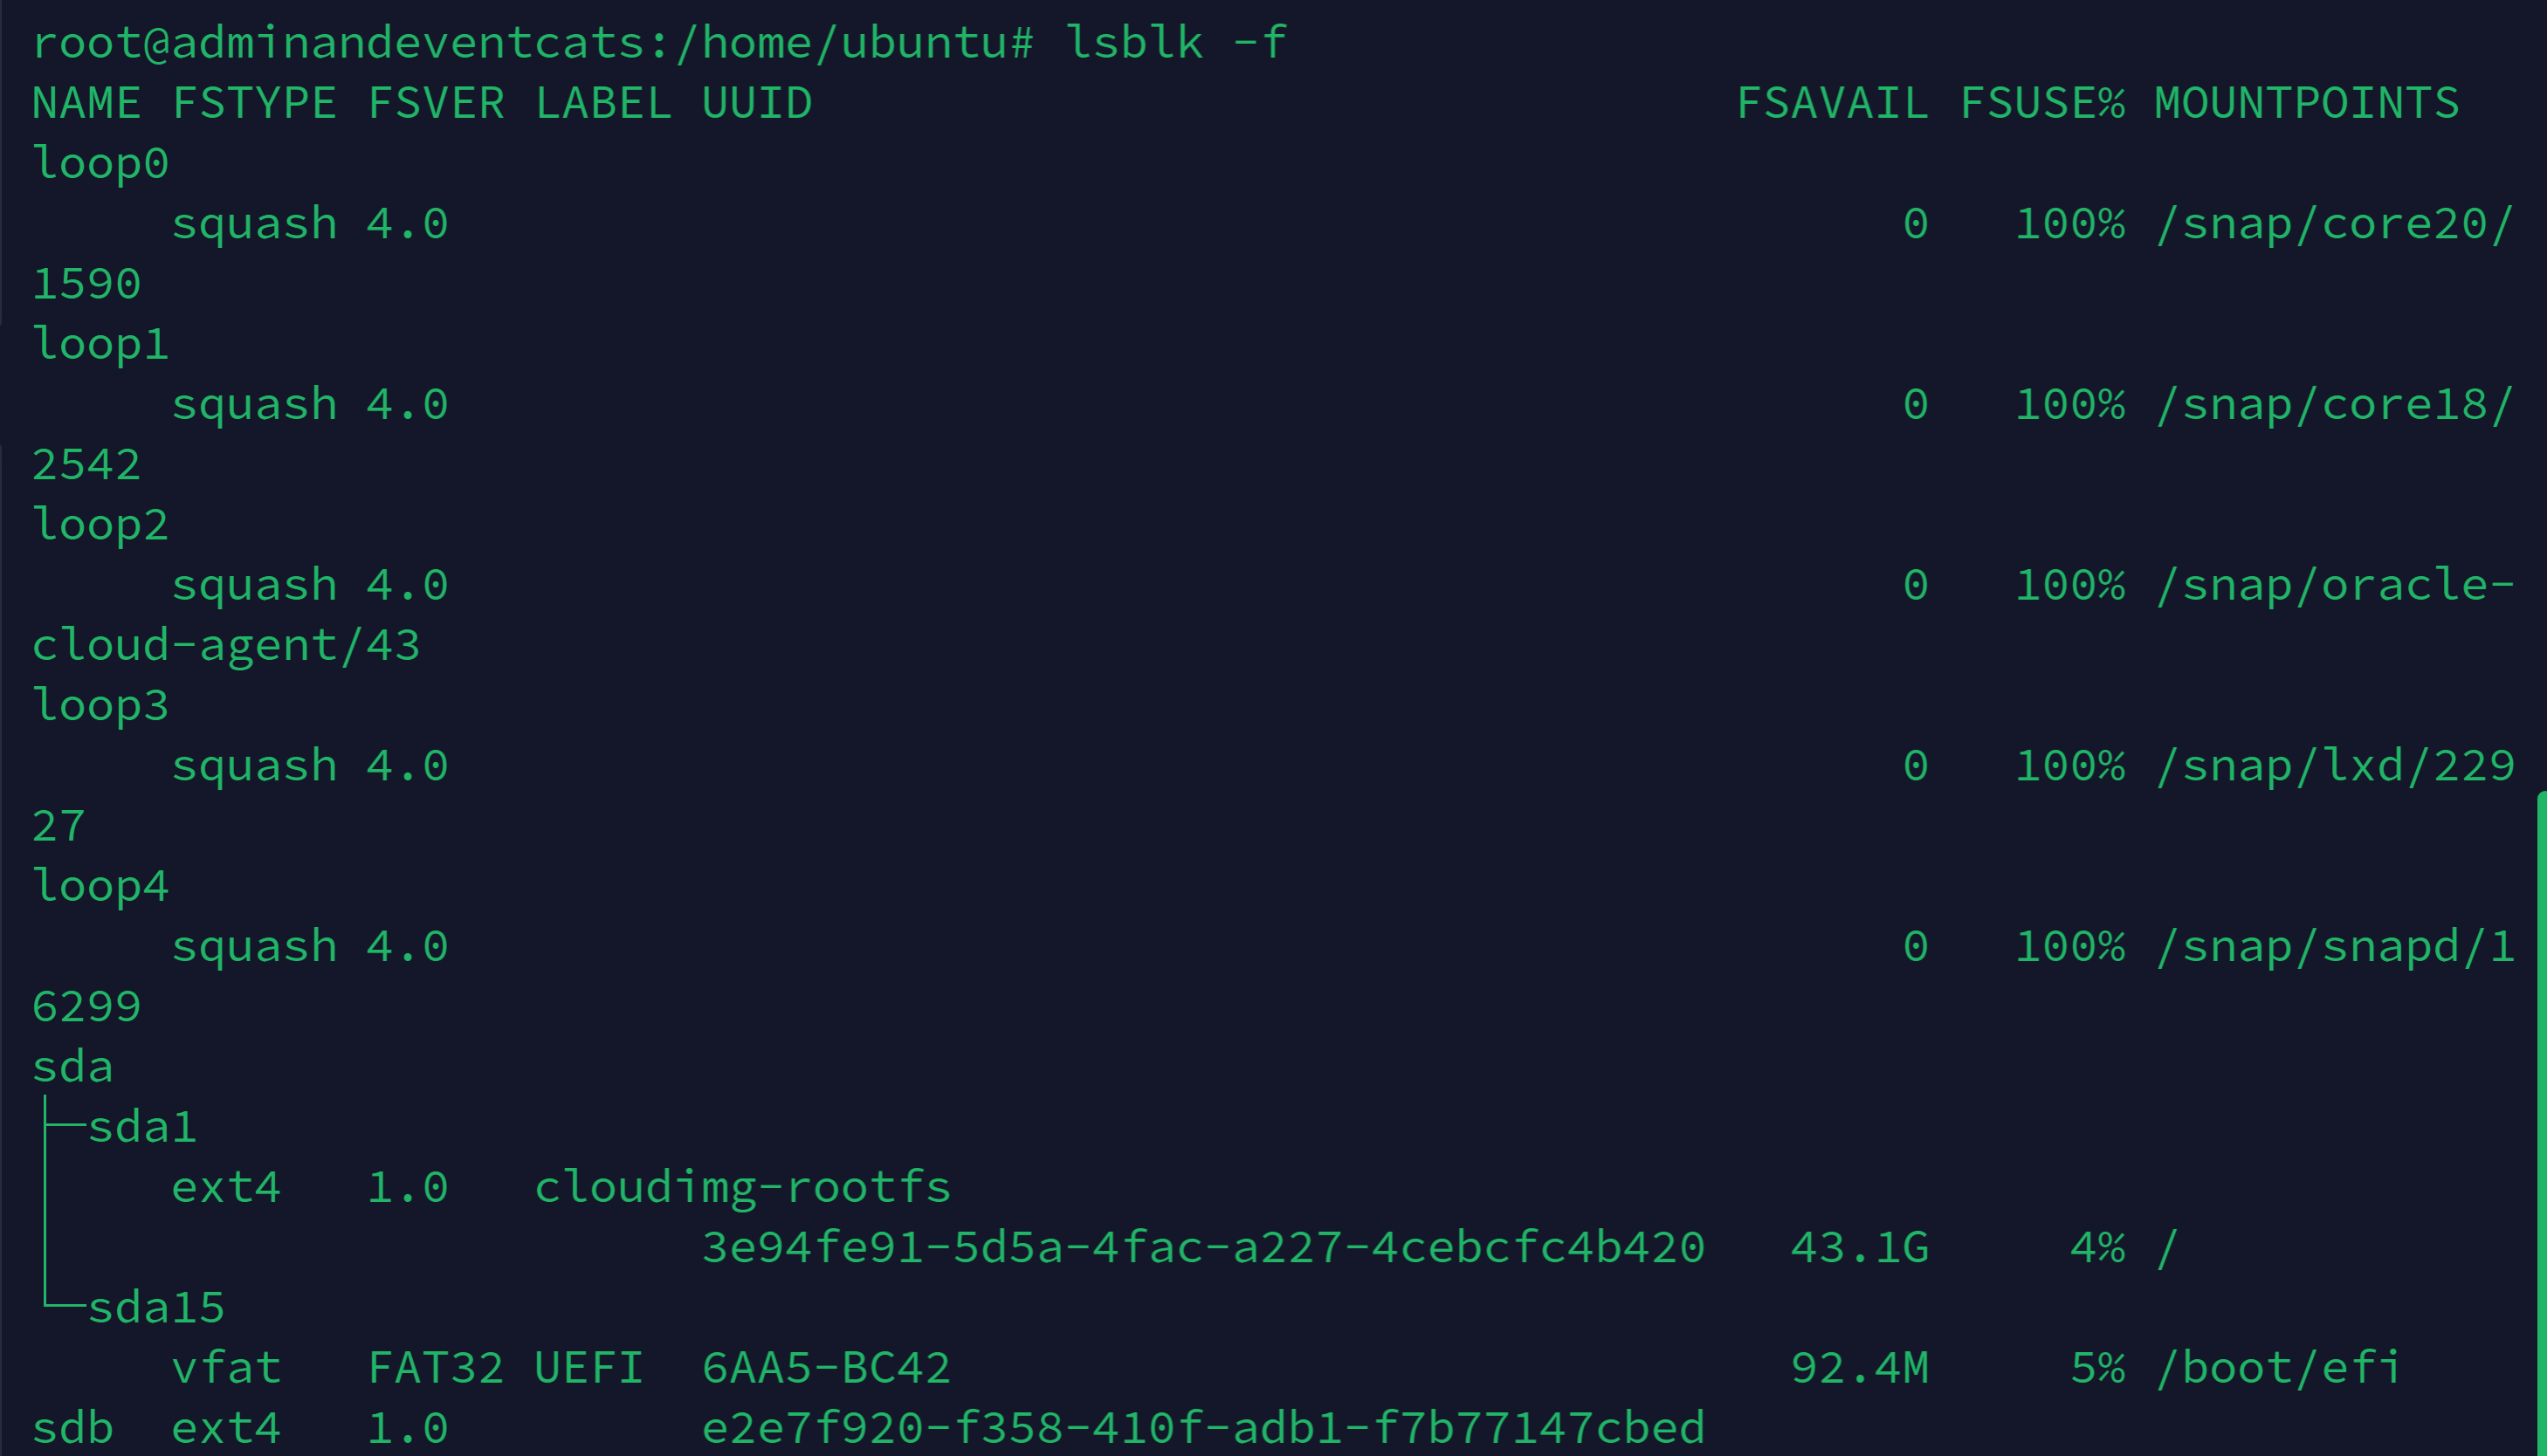 root@adminandeventcats:/home/ubuntu# lsblk -f
NAME FSTYPE FSVER LABEL UUID                                 FSAVAIL FSUSE% MOUNTPOINTS
loop0
     squash 4.0                                                    0   100% /snap/core20/
1590
loop1
     squash 4.0                                                    0   100% /snap/core18/
2542
loop2
     squash 4.0                                                    0   100% /snap/oracle-
cloud-agent/43
loop3
     squash 4.0                                                    0   100% /snap/lxd/229
27
loop4
     squash 4.0                                                    0   100% /snap/snapd/1
6299
sda
├─sda1
│    ext4   1.0   cloudimg-rootfs
│                       3e94fe91-5d5a-4fac-a227-4cebcfc4b420   43.1G     4% /
└─sda15
     vfat   FAT32 UEFI  6AA5-BC42                              92.4M     5% /boot/efi
sdb  ext4   1.0         e2e7f920-f358-410f-adb1-f7b77147cbed